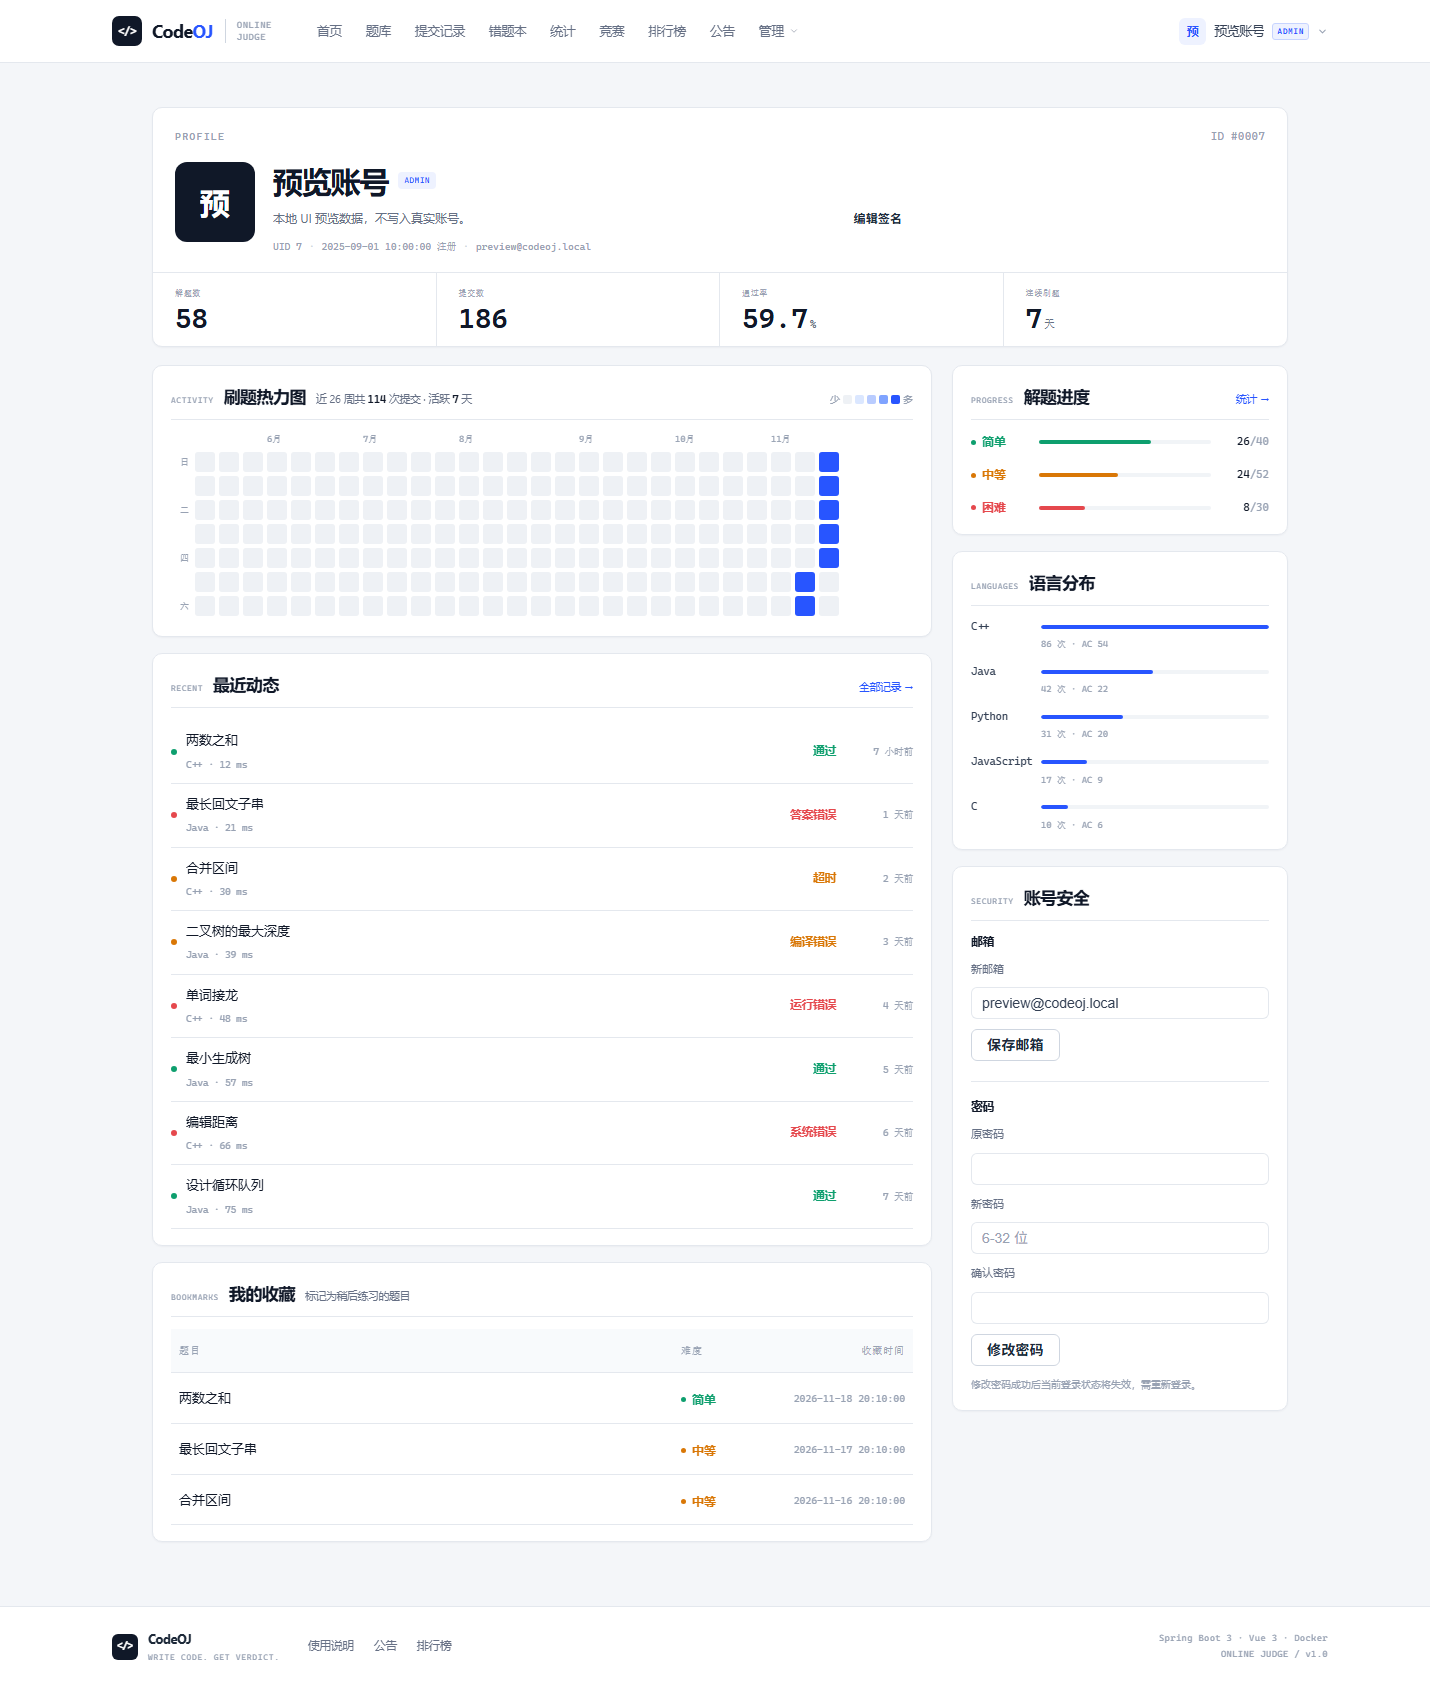 </> CodeOJ ONLINE JUDGE 首页 题库 提交记录 错题本 统计 竞赛 排行榜 公告 管理 预 预览账号 ADMIN
PROFILE ID #0007
预 预览账号 ADMIN
本地 UI 预览数据，不写入真实账号。 编辑签名
UID 7 · 2025-09-01 10:00:00 注册 · preview@codeoj.local
解题数 提交数 通过率 连续刷题
58 186 59.7% 7天
ACTIVITY 刷题热力图 近 26 周共 114 次提交 · 活跃 7 天 少 多
6月 7月 8月 9月 10月 11月
日
二
四
六
RECENT 最近动态 全部记录 →
两数之和 通过 7 小时前
C++ · 12 ms
最长回文子串 答案错误 1 天前
Java · 21 ms
合并区间 超时 2 天前
C++ · 30 ms
二叉树的最大深度 编译错误 3 天前
Java · 39 ms
单词接龙 运行错误 4 天前
C++ · 48 ms
最小生成树 通过 5 天前
Java · 57 ms
编辑距离 系统错误 6 天前
C++ · 66 ms
设计循环队列 通过 7 天前
Java · 75 ms
BOOKMARKS 我的收藏 标记为稍后练习的题目
题目 难度 收藏时间
两数之和 简单 2026-11-18 20:10:00
最长回文子串 中等 2026-11-17 20:10:00
合并区间 中等 2026-11-16 20:10:00
PROGRESS 解题进度 统计 →
简单 26/40
中等 24/52
困难 8/30
LANGUAGES 语言分布
C++
86 次 · AC 54
Java
42 次 · AC 22
Python
31 次 · AC 20
JavaScript
17 次 · AC 9
C
10 次 · AC 6
SECURITY 账号安全
邮箱
新邮箱
preview@codeoj.local
保存邮箱
密码
原密码
新密码
6-32 位
确认密码
修改密码
修改密码成功后当前登录状态将失效，需重新登录。
</> CodeOJ
WRITE CODE. GET VERDICT.
使用说明 公告 排行榜
Spring Boot 3 · Vue 3 · Docker
ONLINE JUDGE / v1.0